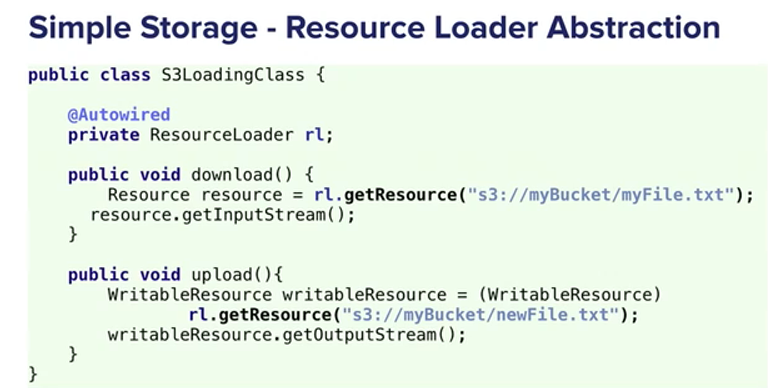 Simple Storage - Resource Loader Abstraction
public class S3LoadingClass {
@Autowired
private ResourceLoader rl;
public void download() {
Resource resource = rl.getResource("s3://myBucket/myFile.txt");
resource.getInputStream();
}
public void upload(){
WritableResource writableResource = (WritableResource)
rl.getResource("s3://myBucket/newFile.txt");
writableResource.getOutputStream();
}
}